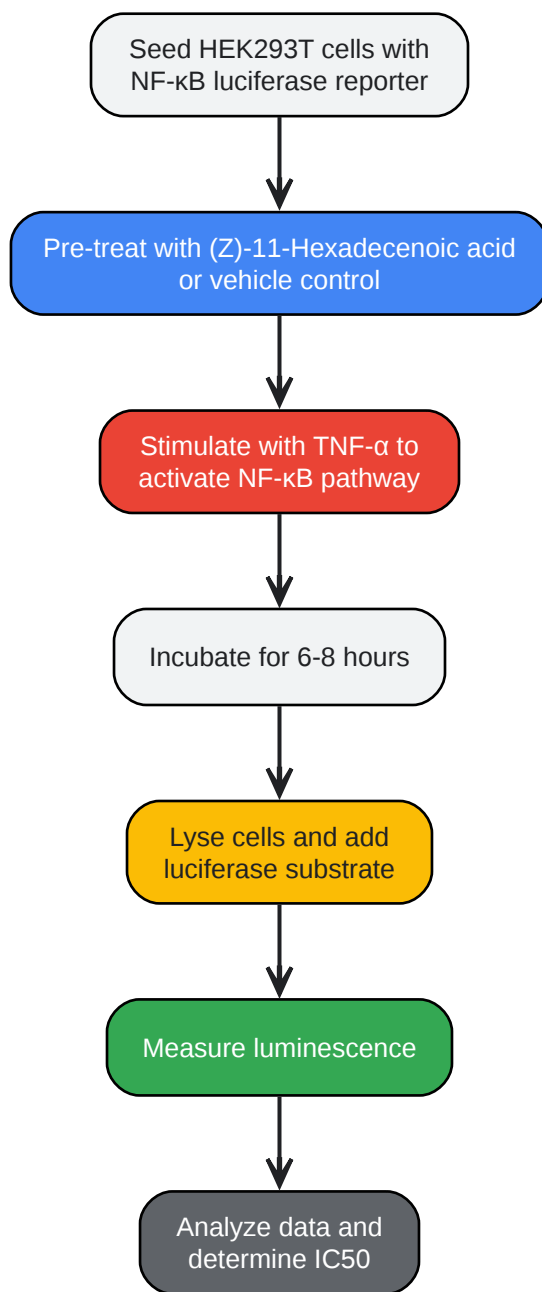 Seed HEK293T cells with
NF-κB luciferase reporter
Pre-treat with (Z)-11-Hexadecenoic acid
or vehicle control
Stimulate with TNF-α to
activate NF-κB pathway
Incubate for 6-8 hours
Lyse cells and add
luciferase substrate
Measure luminescence
Analyze data and
determine IC50